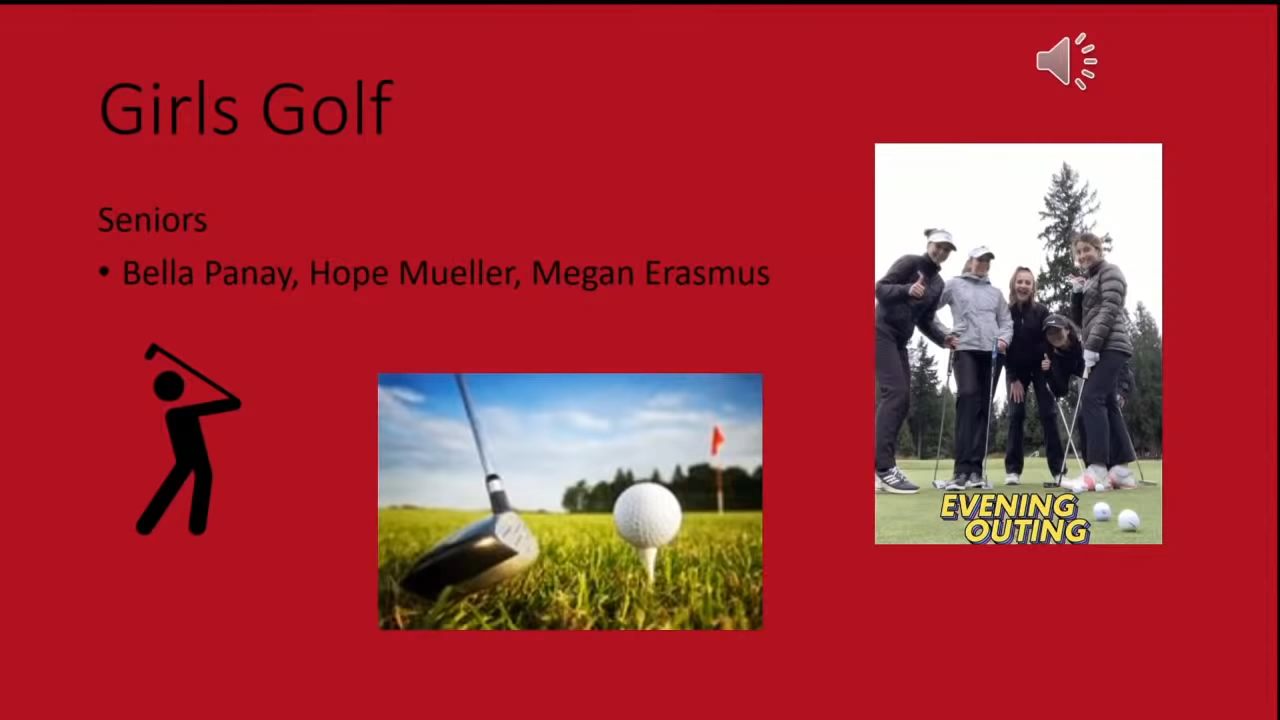 Girls Golf
Seniors
• Bella Panay, Hope Mueller, Megan Erasmus
EVENING
OUTING